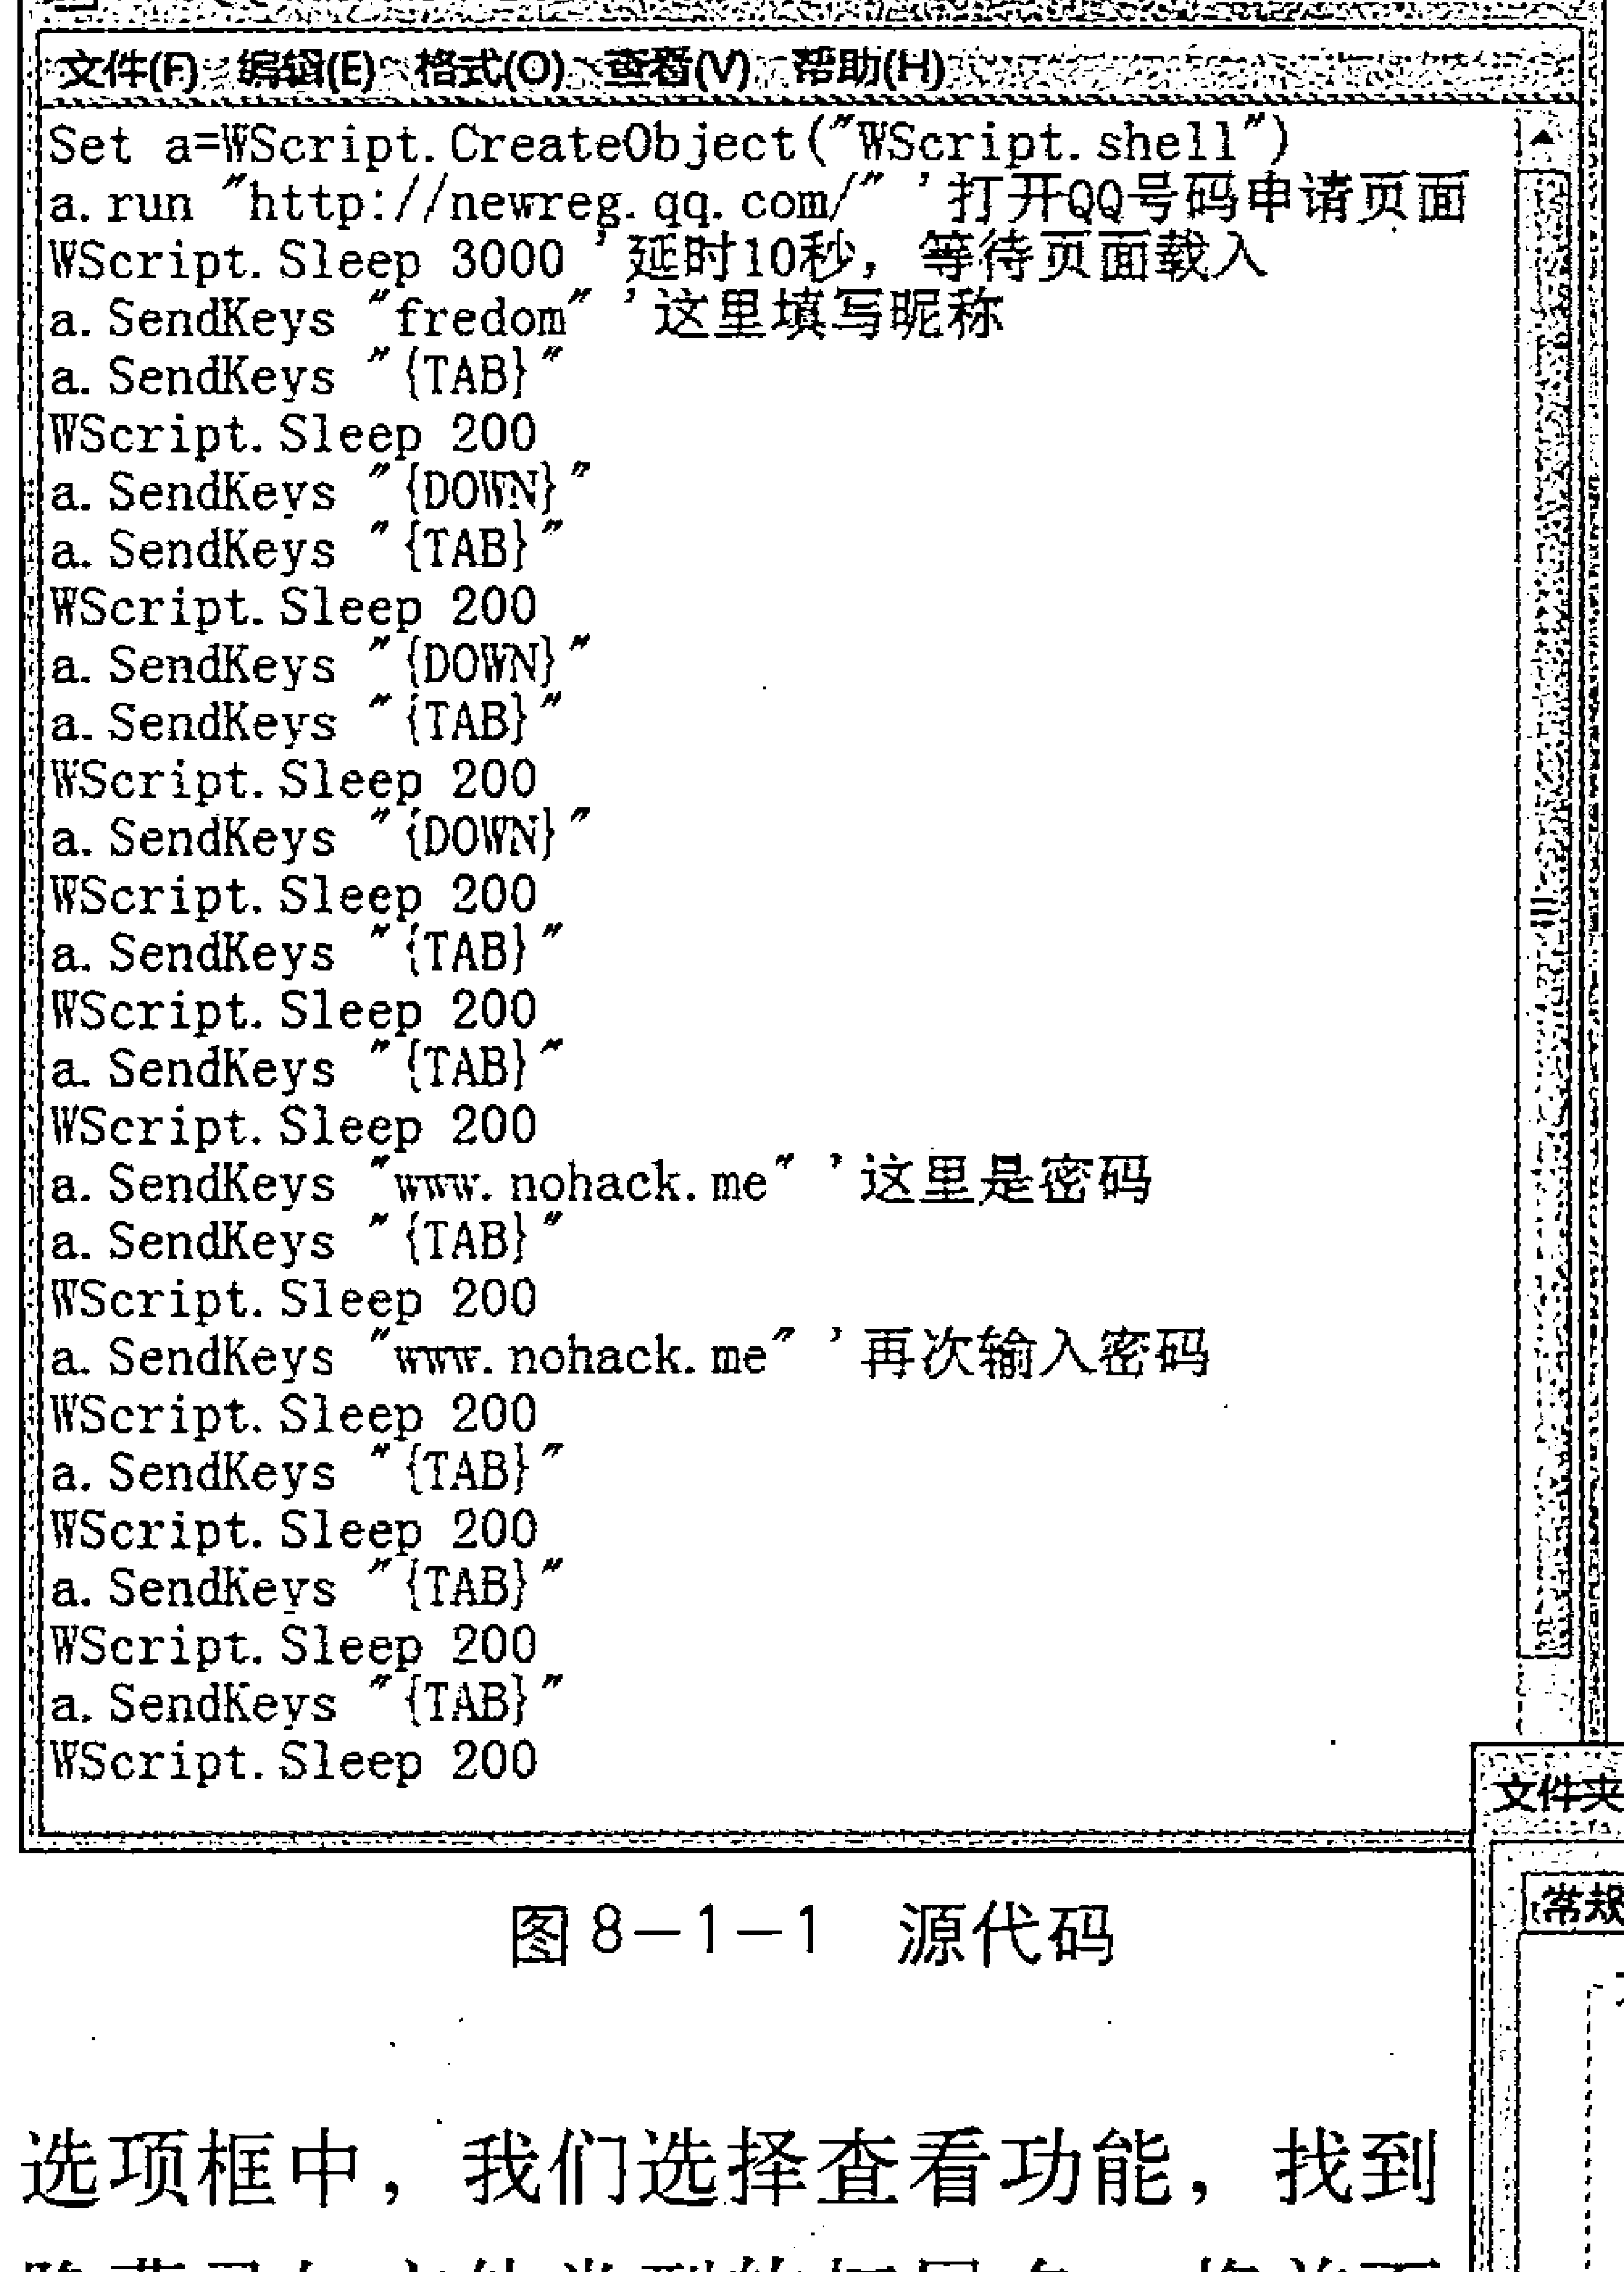 文件(F) 编辑(E) 格式(O) 查看(V) 帮助(H)
Set a=WScript.CreateObject("WScript.shell")
a.run "http://newreg.qq.com/" '打开QQ号码申请页面
WScript.Sleep 3000 '延时10秒，等待页面载入
a.SendKeys "fredom" '这里填写昵称
a.SendKeys "{TAB}"
WScript.Sleep 200
a.SendKeys "{DOWN}"
a.SendKeys "{TAB}"
WScript.Sleep 200
a.SendKeys "{DOWN}"
a.SendKeys "{TAB}"
WScript.Sleep 200
a.SendKeys "{DOWN}"
WScript.Sleep 200
a.SendKeys "{TAB}"
WScript.Sleep 200
a.SendKeys "{TAB}"
WScript.Sleep 200
a.SendKeys "www.nohack.me" '这里是密码
a.SendKeys "{TAB}"
WScript.Sleep 200
a.SendKeys "www.nohack.me" '再次输入密码
WScript.Sleep 200
a.SendKeys "{TAB}"
WScript.Sleep 200
a.SendKeys "{TAB}"
WScript.Sleep 200
a.SendKeys "{TAB}"
WScript.Sleep 200
文件夹
常规
图8-1-1 源代码
选项框中，我们选择查看功能，找到